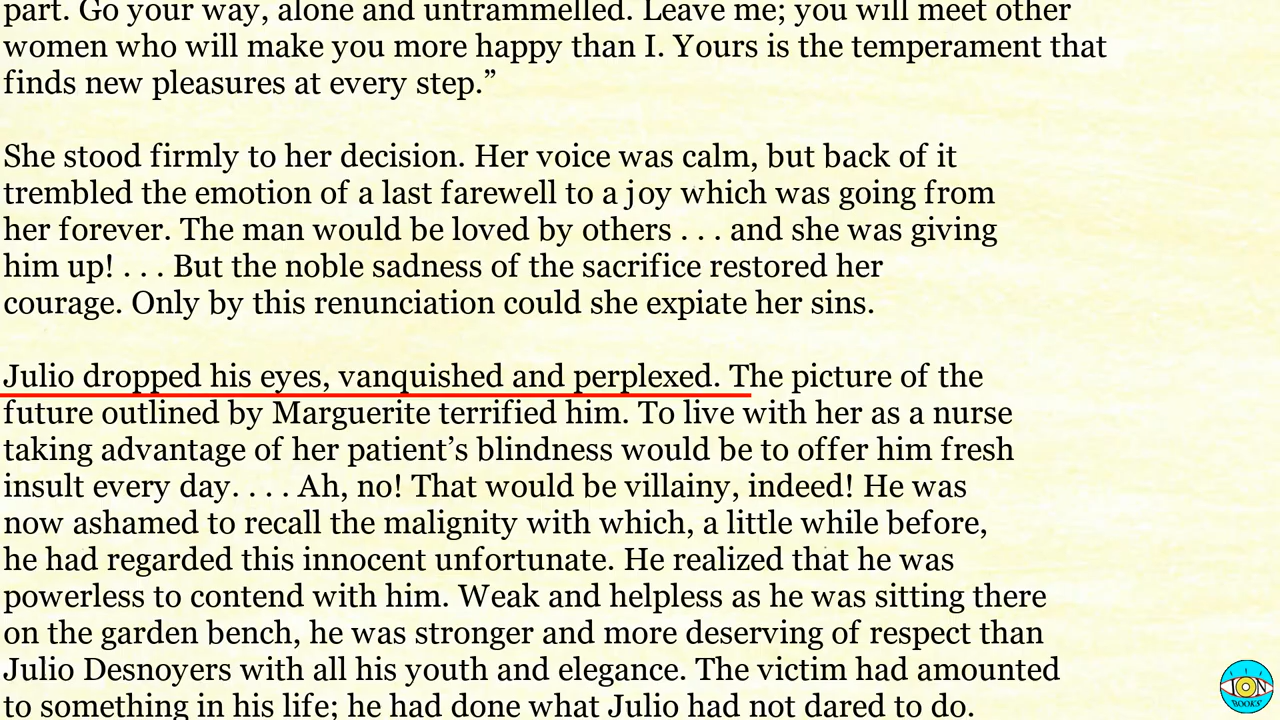 part. Go your way, alone and untrammelled. Leave me; you will meet other
women who will make you more happy than I. Yours is the temperament that
finds new pleasures at every step.”
She stood firmly to her decision. Her voice was calm, but back of it
trembled the emotion of a last farewell to a joy which was going from
her forever. The man would be loved by others . . . and she was giving
him up! . . . But the noble sadness of the sacrifice restored her
courage. Only by this renunciation could she expiate her sins.
Julio dropped his eyes, vanquished and perplexed. The picture of the
future outlined by Marguerite terrified him. To live with her as a nurse
taking advantage of her patient’s blindness would be to offer him fresh
insult every day. . . . Ah, no! That would be villainy, indeed! He was
now ashamed to recall the malignity with which, a little while before,
he had regarded this innocent unfortunate. He realized that he was
powerless to contend with him. Weak and helpless as he was sitting there
on the garden bench, he was stronger and more deserving of respect than
Julio Desnoyers with all his youth and elegance. The victim had amounted
to something in his life; he had done what Julio had not dared to do.
ION
BOOKS